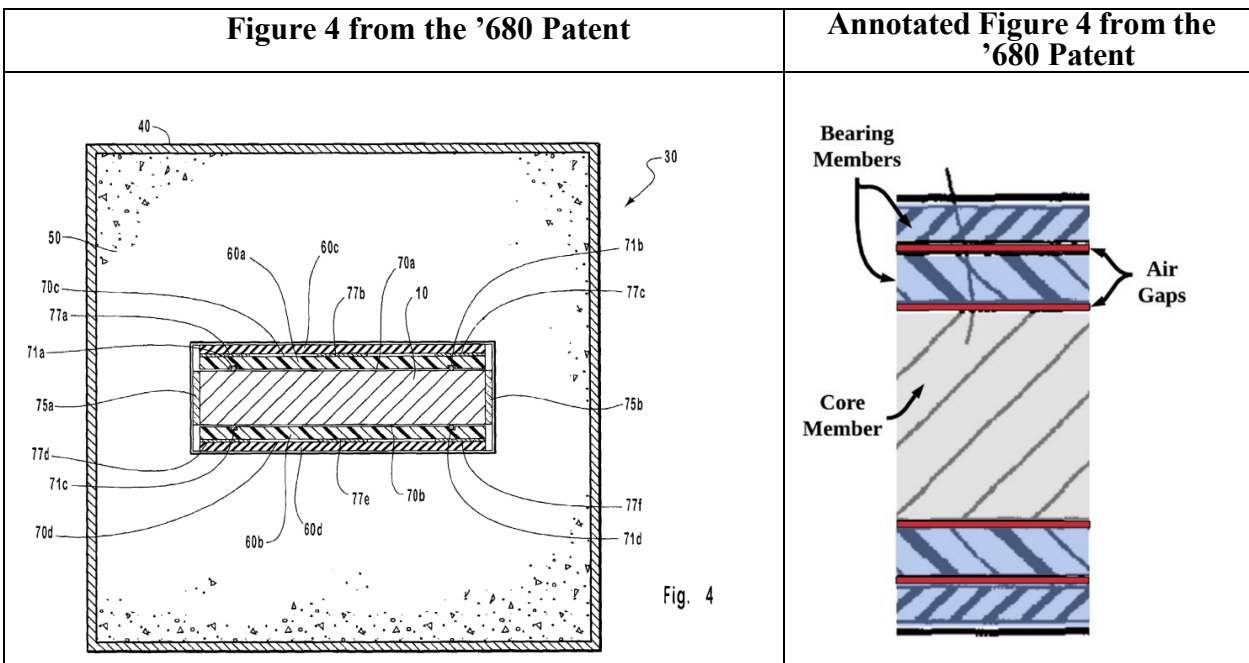 Figure 4 from the ’680 Patent
Annotated Figure 4 from the
’680 Patent
40
30
50
60a
60c
70a
71b
70c
77b
10
77c
77a
71a
75a
75b
77d
71c
77e
70b
77f
70d
60b
60d
71d
Fig. 4
Bearing
Members
Air
Gaps
Core
Member